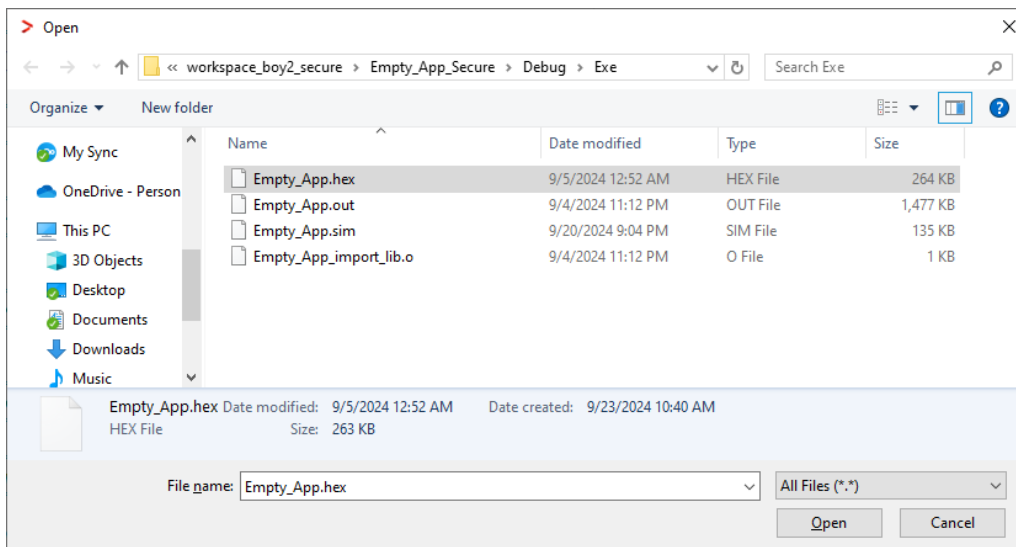 Open
« workspace_boy2_secure > Empty_App_Secure > Debug > Exe
Search Exe
Organize New folder
Name Date modified Type Size
My Sync
OneDrive - Person
This PC
3D Objects
Desktop
Documents
Downloads
Music
Empty_App.hex 9/5/2024 12:52 AM HEX File 264 KB
Empty_App.out 9/4/2024 11:12 PM OUT File 1,477 KB
Empty_App.sim 9/20/2024 9:04 PM SIM File 135 KB
Empty_App_import_lib.o 9/4/2024 11:12 PM O File 1 KB
Empty_App.hex Date modified: 9/5/2024 12:52 AM Date created: 9/23/2024 10:40 AM
HEX File Size: 263 KB
File name: Empty_App.hex All Files (*.*)
Open Cancel